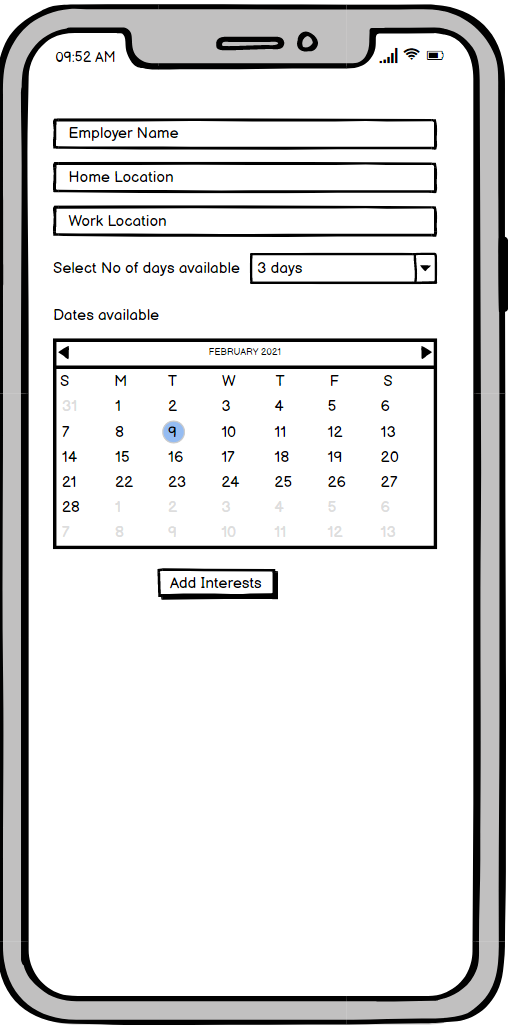 09:52 AM
Employer Name
Home Location
Work Location
Select No of days available 3 days
Dates available
FEBRUARY 2021
S M T W T F S
31 1 2 3 4 5 6
7 8 9 10 11 12 13
14 15 16 17 18 19 20
21 22 23 24 25 26 27
28 1 2 3 4 5 6
7 8 9 10 11 12 13
Add Interests